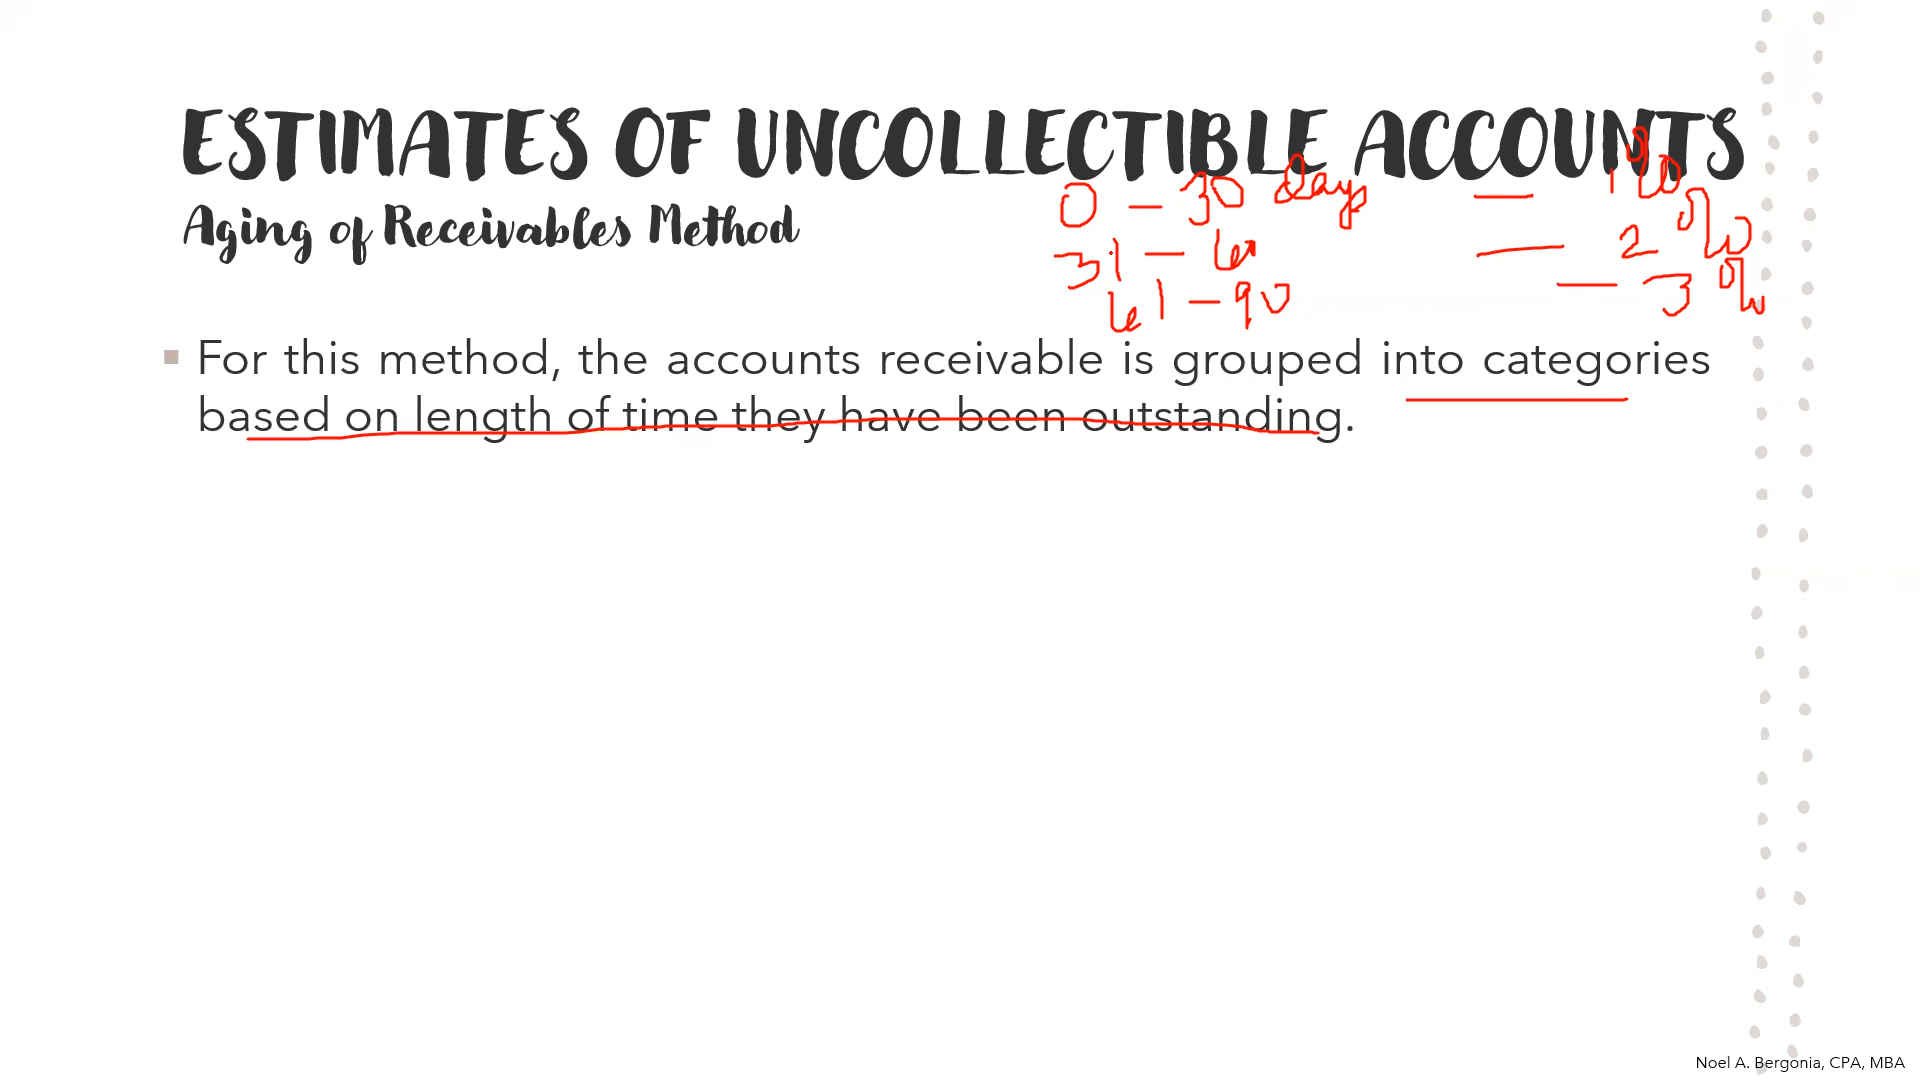 ESTIMATES OF UNCOLLECTIBLE ACCOUNTS
Aging of Receivables Method
0 - 30 days — 1%
31 - 60 — 2%
61 - 90 — 3%
▪ For this method, the accounts receivable is grouped into categories
based on length of time they have been outstanding.
Noel A. Bergonia, CPA, MBA